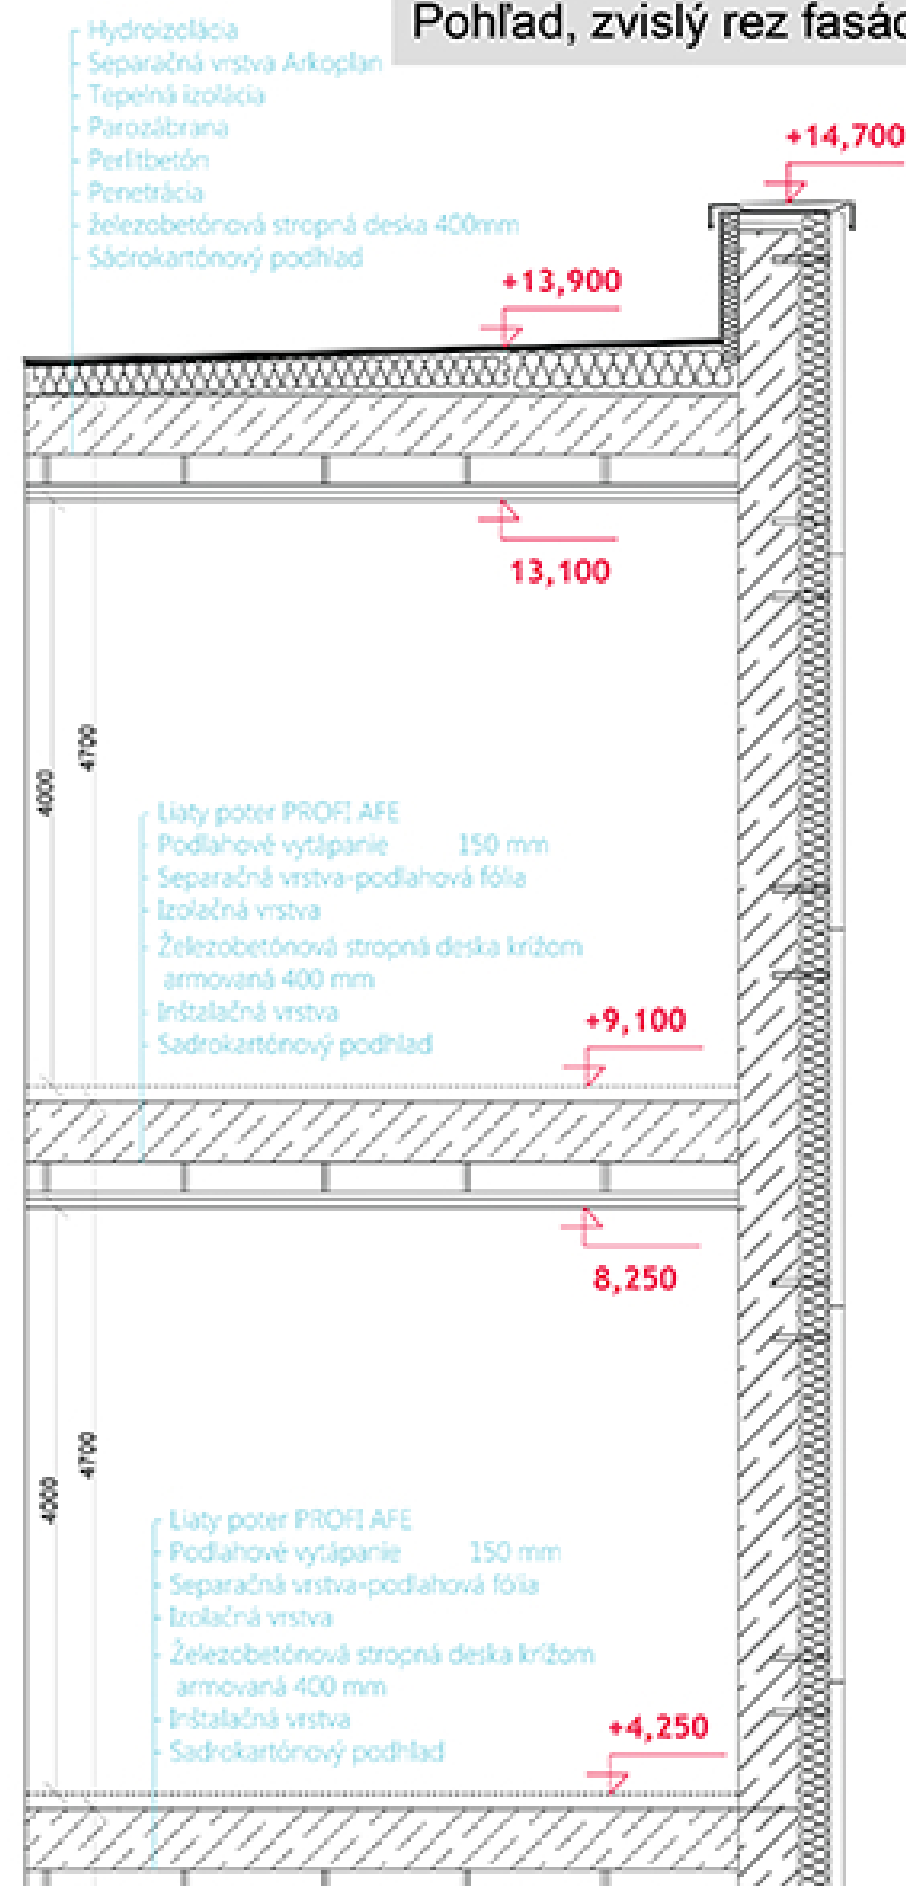 Pohľad, zvislý rez fasád
Hydroizolácia
Separačná vrstva Arkoplan
Tepelná izolácia
Parozábrana
Perlitbetón
Penetrácia
železobetónová stropná deska 400mm
Sádrokartónový podhlad
+14,700
+13,900
13,100
4000
4700
Liaty poter PROFI AFE
Podlahové vytápanie 150 mm
Separačná vrstva-podlahová fólia
Izolačná vrstva
Železobetónová stropná deska krížom
armovaná 400 mm
Inštalačná vrstva
Sadrokartónový podhlad
+9,100
8,250
4000
4700
Liaty poter PROFI AFE
Podlahové vytápanie 150 mm
Separačná vrstva-podlahová fólia
Izolačná vrstva
Železobetónová stropná deska krížom
armovaná 400 mm
Inštalačná vrstva
Sadrokartónový podhlad
+4,250